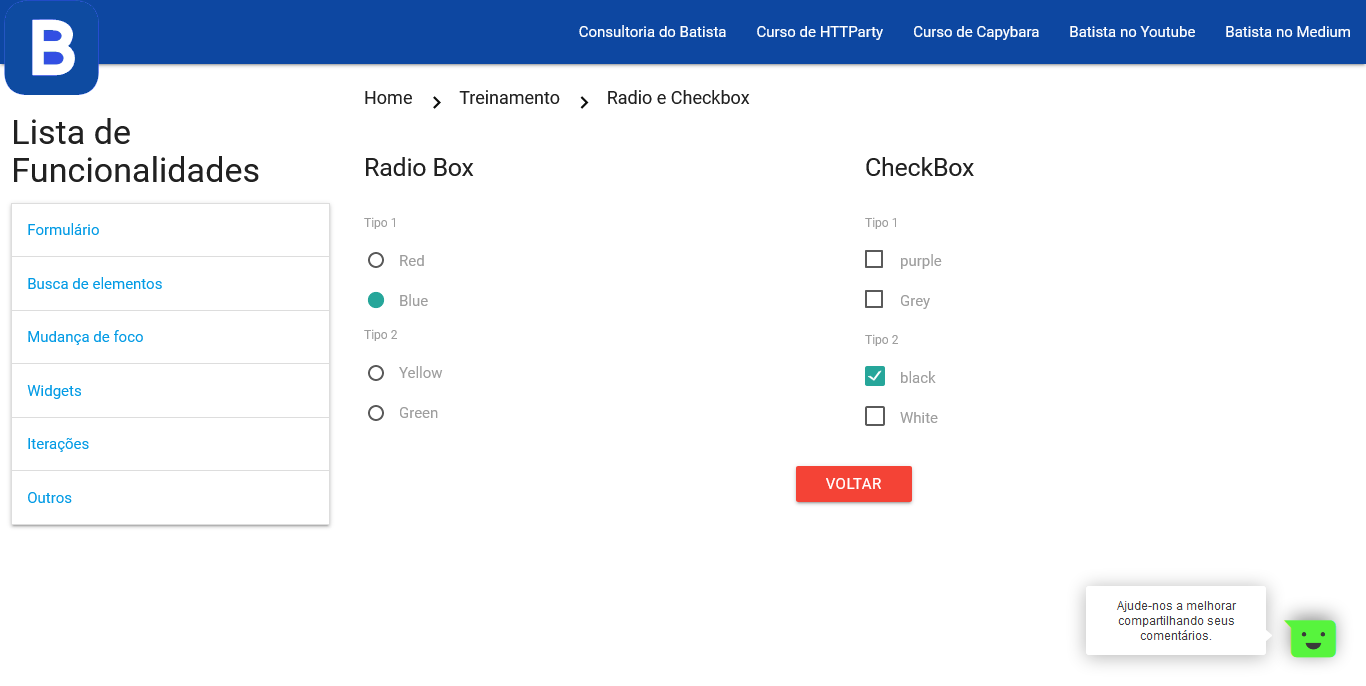 B
Consultoria do Batista
Curso de HTTParty
Curso de Capybara
Batista no Youtube
Batista no Medium
Lista de
Funcionalidades
Formulário
Busca de elementos
Mudança de foco
Widgets
Iterações
Outros
Home
Treinamento
Radio e Checkbox
Radio Box
Tipo 1
Red
Blue
Tipo 2
Yellow
Green
CheckBox
Tipo 1
purple
Grey
Tipo 2
black
White
VOLTAR
Ajude-nos a melhorar
compartilhando seus
comentários.